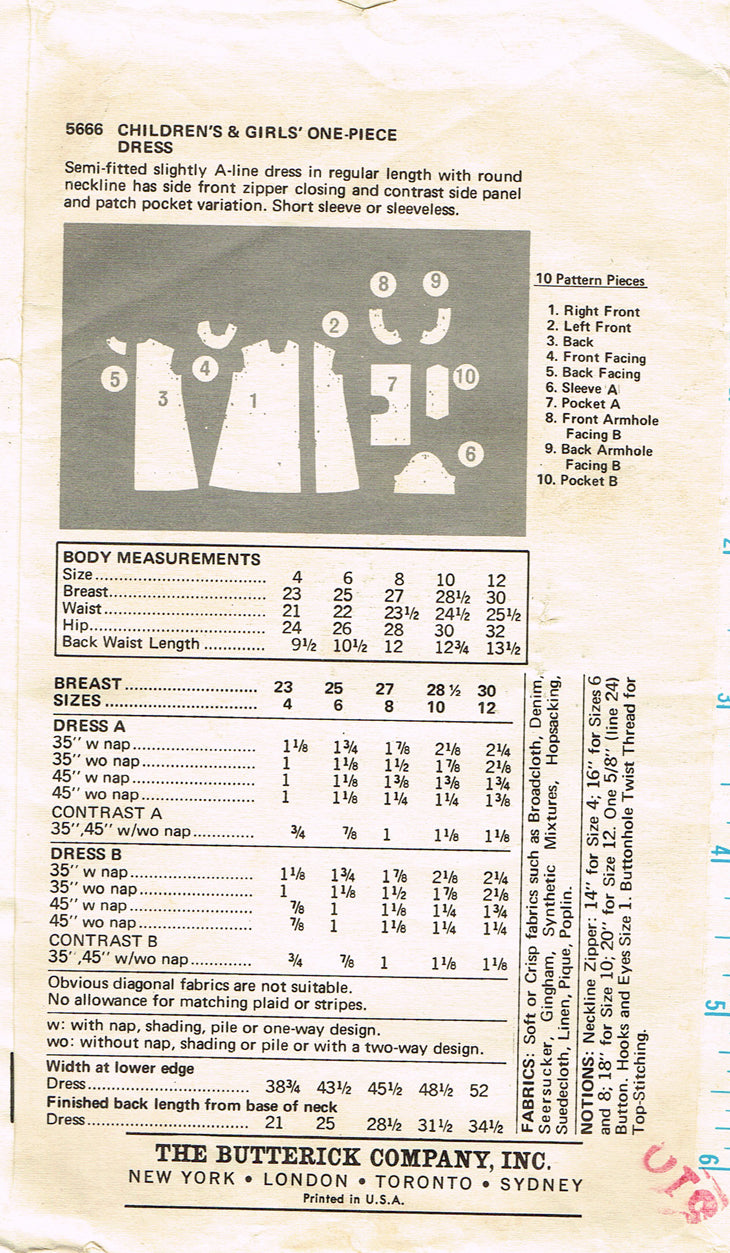 5666 CHILDREN'S & GIRLS' ONE-PIECE
DRESS
Semi-fitted slightly A-line dress in regular length with round
neckline has side front zipper closing and contrast side panel
and patch pocket variation. Short sleeve or sleeveless.
8 9
2
5 4 7 10
3 1
6
10 Pattern Pieces
1. Right Front
2. Left Front
3. Back
4. Front Facing
5. Back Facing
6. Sleeve A
7. Pocket A
8. Front Armhole
Facing B
9. Back Armhole
Facing B
10. Pocket B
BODY MEASUREMENTS
Size.................................. 4 6 8 10 12
Breast................................ 23 25 27 28½ 30
Waist................................. 21 22 23½ 24½ 25½
Hip................................... 24 26 28 30 32
Back Waist Length ............ 9½ 10½ 12 12¾ 13½
BREAST........................... 23 25 27 28 ½ 30
SIZES .............................. 4 6 8 10 12
DRESS A
35" w nap......................... 1⅛ 1¾ 1⅞ 2⅛ 2¼
35" wo nap....................... 1 1⅛ 1½ 1⅞ 2⅛
45" w nap......................... 1 1⅛ 1⅜ 1⅜ 1¾
45" wo nap....................... 1 1⅛ 1¼ 1¼ 1⅜
CONTRAST A
35",45" w/wo nap............ ¾ ⅞ 1 1⅛ 1⅛
DRESS B
35" w nap......................... 1⅛ 1¾ 1⅞ 2⅛ 2¼
35" wo nap....................... 1 1⅛ 1½ 1⅞ 2⅛
45" w nap......................... ⅞ 1 1⅛ 1¼ 1¾
45" wo nap....................... ⅞ 1 1⅛ 1¼ 1¼
CONTRAST B
35",45" w/wo nap............ ¾ ⅞ 1 1⅛ 1⅛
Obvious diagonal fabrics are not suitable.
No allowance for matching plaid or stripes.
w: with nap, shading, pile or one-way design.
wo: without nap, shading or pile or with a two-way design.
Width at lower edge
Dress................................ 38¾ 43½ 45½ 48½ 52
Finished back length from base of neck
Dress................................ 21 25 28½ 31½ 34½
FABRICS: Soft or Crisp fabrics such as Broadcloth, Denim,
Seersucker, Gingham, Synthetic Mixtures, Hopsacking,
Suedecloth, Linen, Pique, Poplin.
NOTIONS: Neckline Zipper: 14" for Size 4; 16" for Sizes 6
and 8; 18" for Size 10; 20" for Size 12. One 5/8" (line 24)
Button. Hooks and Eyes Size 1. Buttonhole Twist Thread for
Top-Stitching.
THE BUTTERICK COMPANY, INC.
NEW YORK • LONDON • TORONTO • SYDNEY
Printed in U.S.A.
2
3
4
5
6